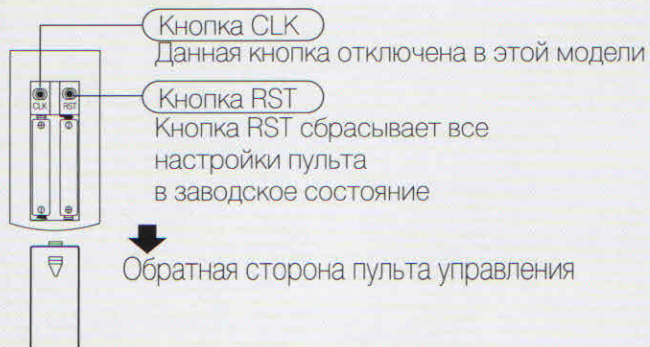 Кнопка CLK
Данная кнопка отключена в этой модели
CLK
RST
Кнопка RST
Кнопка RST сбрасывает все
настройки пульта
в заводское состояние
Обратная сторона пульта управления